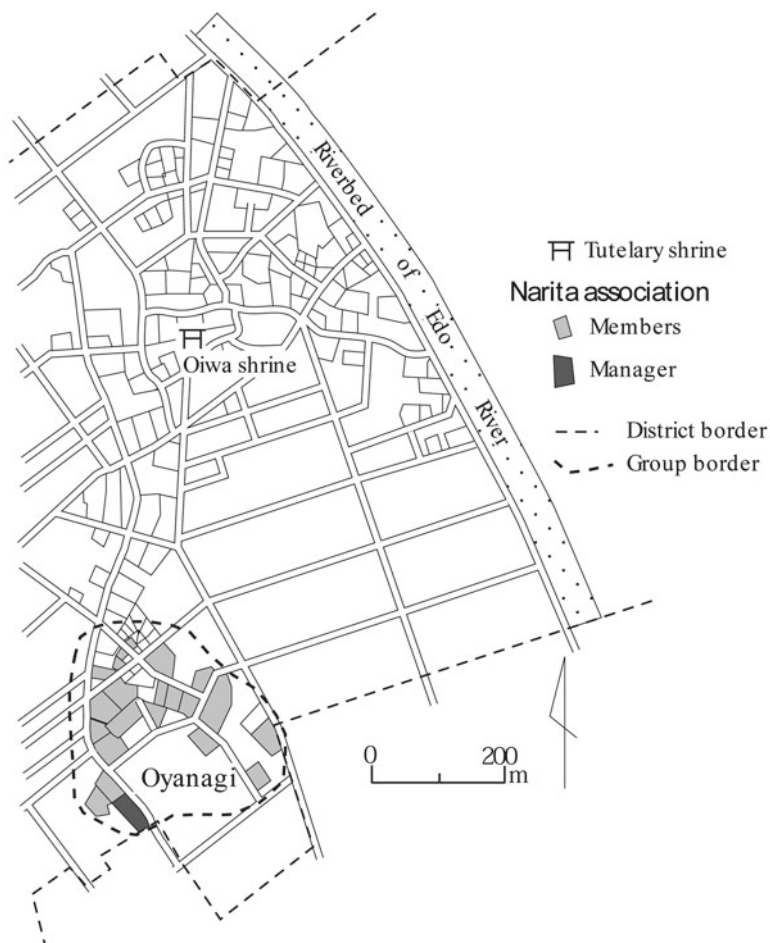 Riverbed of Edo River
Tutelary shrine
Narita association
Members
Manager
Oiwa shrine
District border
Group border
Oyanagi
0 200
m